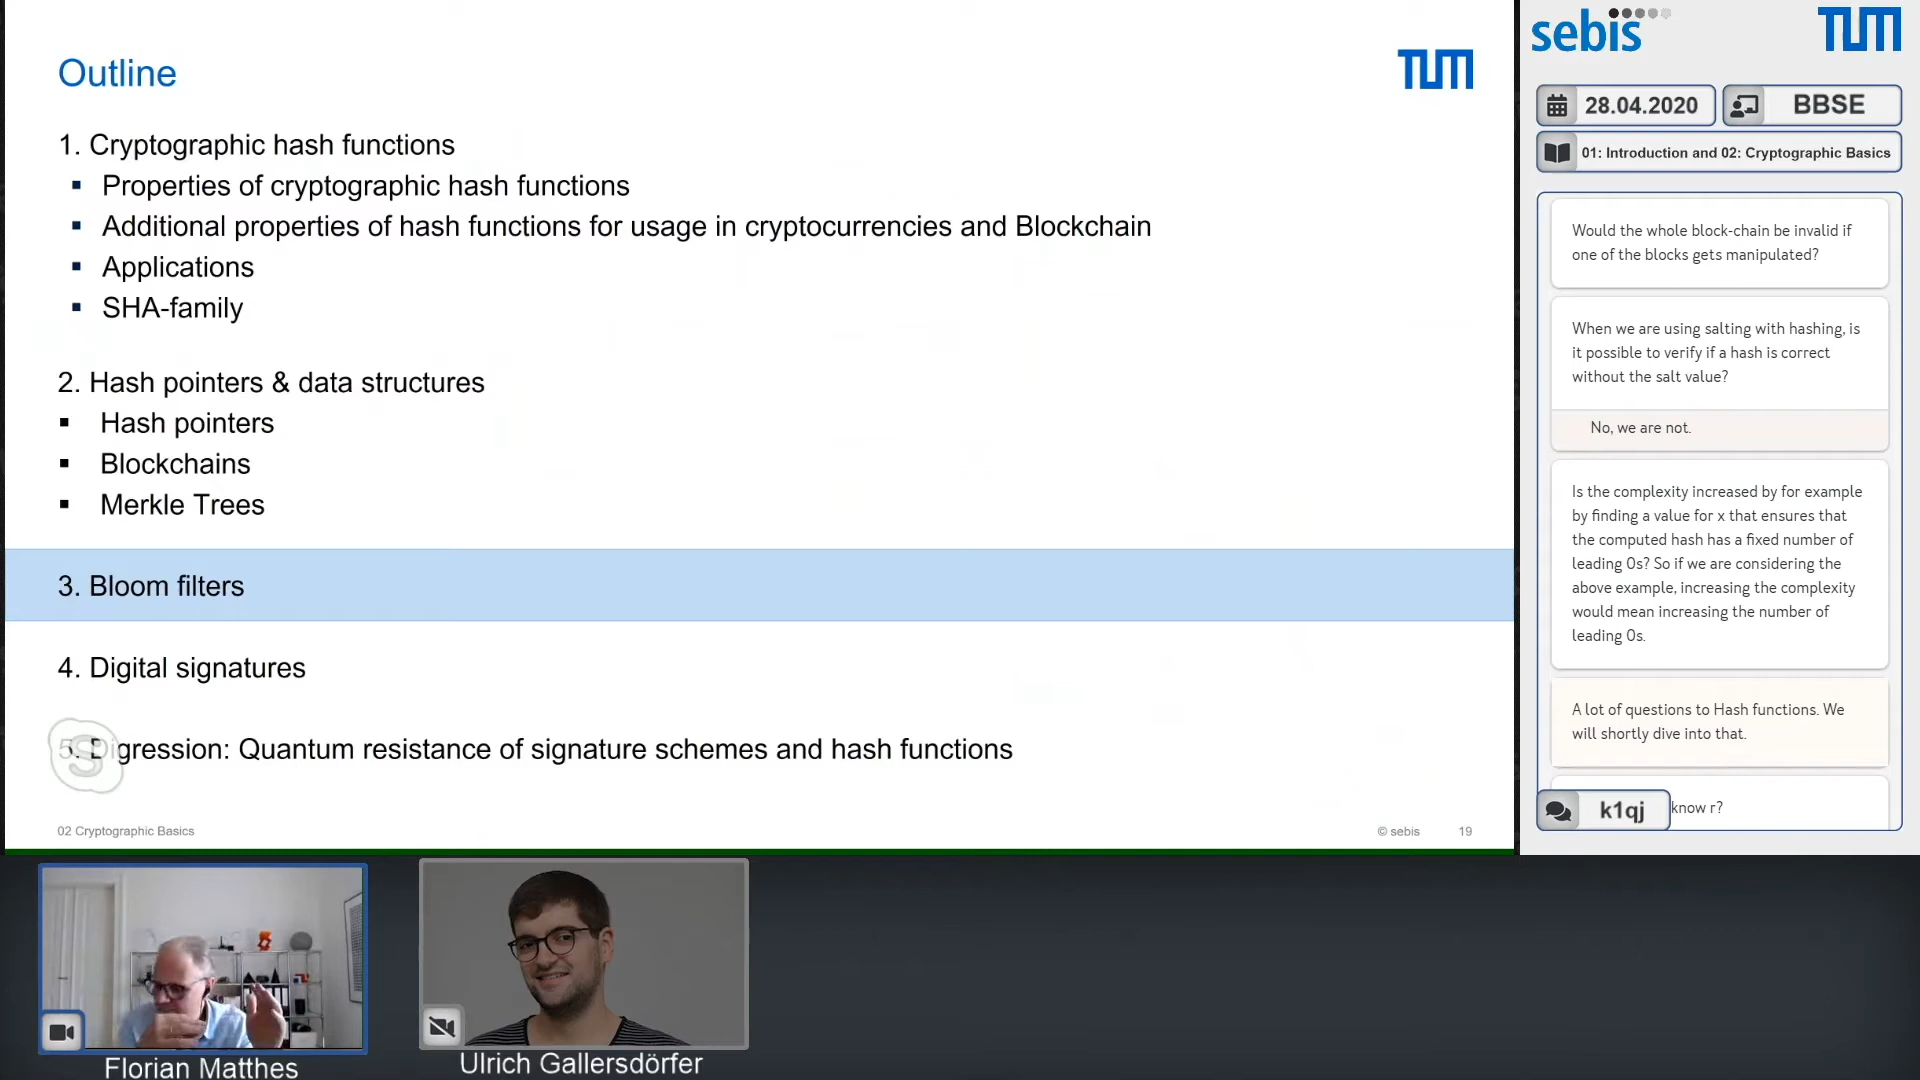 Outline
TUM
1. Cryptographic hash functions
▪ Properties of cryptographic hash functions
▪ Additional properties of hash functions for usage in cryptocurrencies and Blockchain
▪ Applications
▪ SHA-family
2. Hash pointers & data structures
▪ Hash pointers
▪ Blockchains
▪ Merkle Trees
3. Bloom filters
4. Digital signatures
5. Digression: Quantum resistance of signature schemes and hash functions
02 Cryptographic Basics
© sebis 19
sebis
TUM
28.04.2020
BBSE
01: Introduction and 02: Cryptographic Basics
Would the whole block-chain be invalid if
one of the blocks gets manipulated?
When we are using salting with hashing, is
it possible to verify if a hash is correct
without the salt value?
No, we are not.
Is the complexity increased by for example
by finding a value for x that ensures that
the computed hash has a fixed number of
leading 0s? So if we are considering the
above example, increasing the complexity
would mean increasing the number of
leading 0s.
A lot of questions to Hash functions. We
will shortly dive into that.
k1qj
know r?
Florian Matthes
Ulrich Gallersdörfer